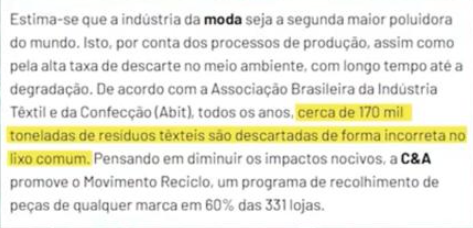 Estima-se que a indústria da moda seja a segunda maior poluidora
do mundo. Isto, por conta dos processos de produção, assim como
pela alta taxa de descarte no meio ambiente, com longo tempo até a
degradação. De acordo com a Associação Brasileira da Indústria
Têxtil e da Confecção (Abit), todos os anos, cerca de 170 mil
toneladas de resíduos têxteis são descartadas de forma incorreta no
lixo comum. Pensando em diminuir os impactos nocivos, a C&A
promove o Movimento Reciclo, um programa de recolhimento de
peças de qualquer marca em 60% das 331 lojas.